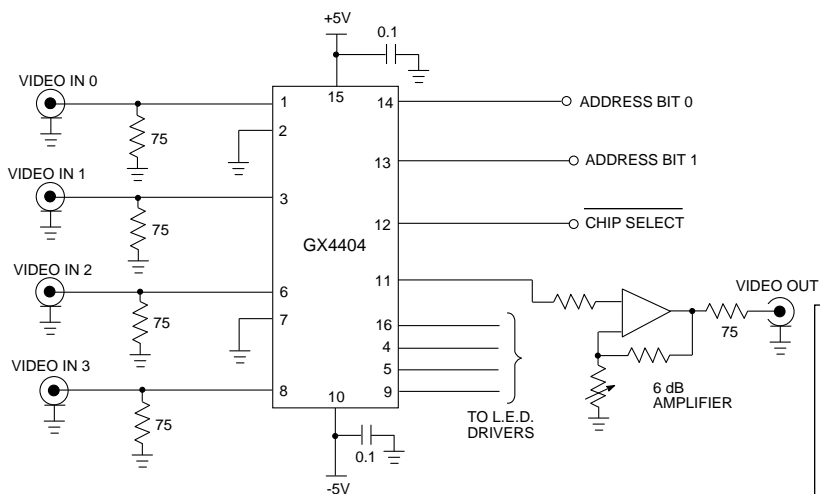 +5V
0.1
VIDEO IN 0
15
1
14
ADDRESS BIT 0
2
75
13
ADDRESS BIT 1
VIDEO IN 1
3
12
CHIP SELECT
75
GX4404
VIDEO IN 2
11
VIDEO OUT
6
7
75
16
75
4
5
6 dB
AMPLIFIER
VIDEO IN 3
8
10
9
TO L.E.D.
DRIVERS
75
0.1
-5V